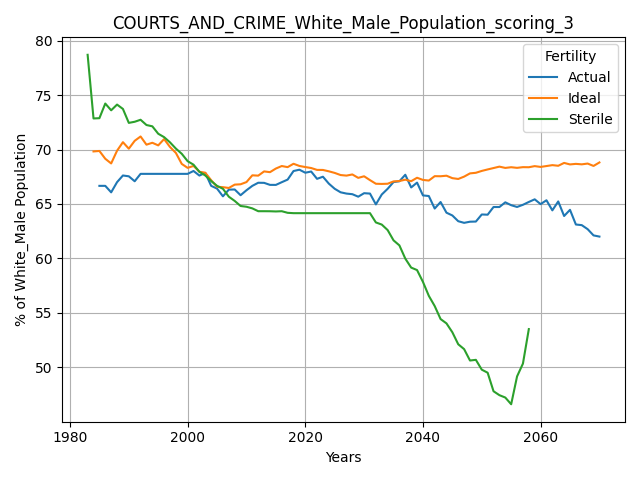 COURTS_AND_CRIME_White_Male_Population_scoring_3
Fertility
Actual
Ideal
Sterile
% of White_Male Population
80
75
70
65
60
55
50
1980
2000
2020
2040
2060
Years